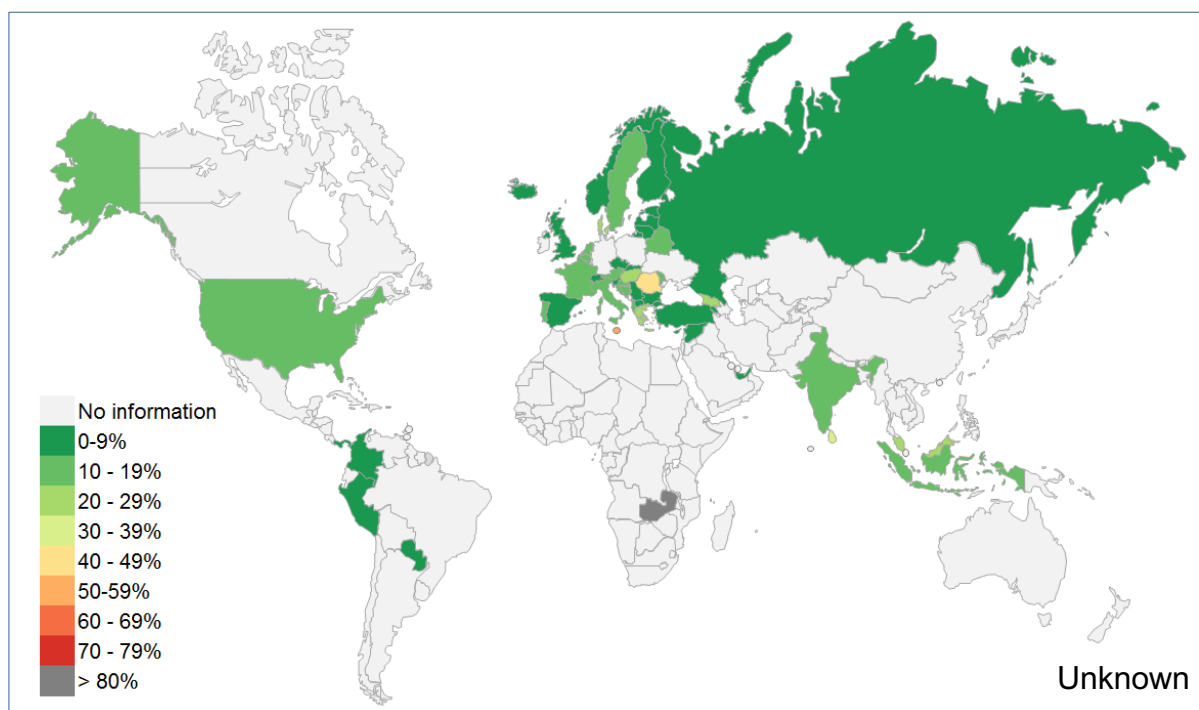 No information
0-9%
10 - 19%
20 - 29%
30 - 39%
40 - 49%
50-59%
60 - 69%
70 - 79%
> 80%
Unknown